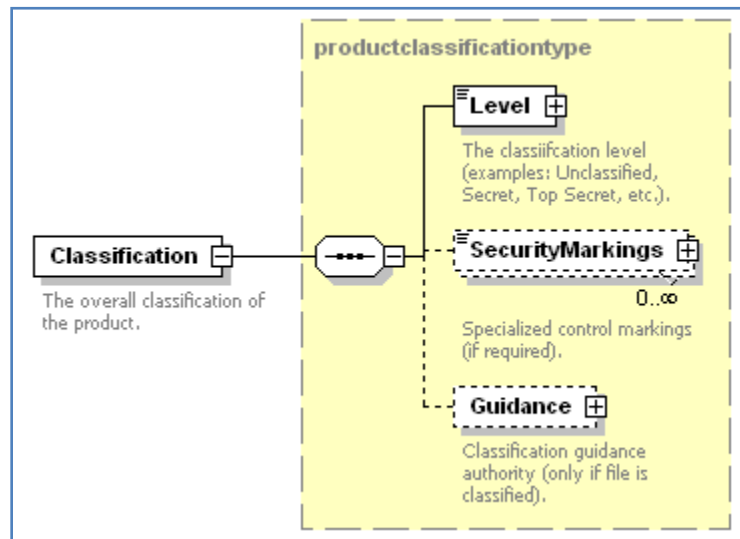 productclassificationtype
Level
The classiifcation level
(examples: Unclassified,
Secret, Top Secret, etc.).
Classification
The overall classification of
the product.
SecurityMarkings
0..∞
Specialized control markings
(if required).
Guidance
Classification guidance
authority (only if file is
classified).